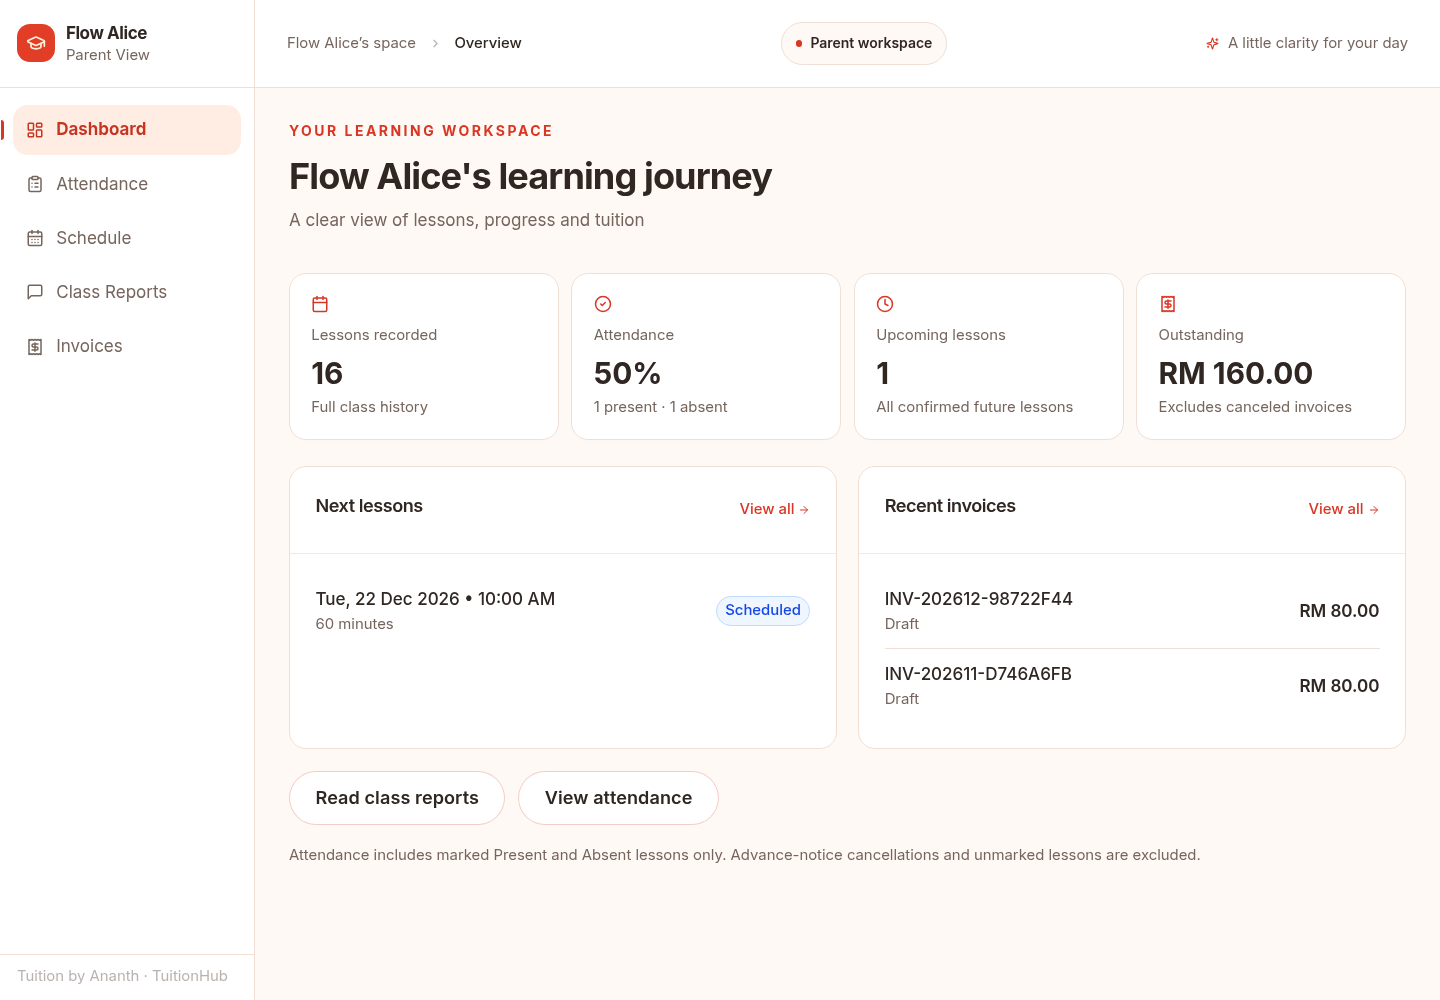 Flow Alice
Parent View
Flow Alice’s space
Overview
Parent workspace
A little clarity for your day
Dashboard
Attendance
Schedule
Class Reports
Invoices
YOUR LEARNING WORKSPACE
Flow Alice's learning journey
A clear view of lessons, progress and tuition
Lessons recorded
16
Full class history
Attendance
50%
1 present · 1 absent
Upcoming lessons
1
All confirmed future lessons
Outstanding
RM 160.00
Excludes canceled invoices
Next lessons
View all →
Tue, 22 Dec 2026 • 10:00 AM
60 minutes
Scheduled
Recent invoices
View all →
INV-202612-98722F44
Draft
RM 80.00
INV-202611-D746A6FB
Draft
RM 80.00
Read class reports
View attendance
Attendance includes marked Present and Absent lessons only. Advance-notice cancellations and unmarked lessons are excluded.
Tuition by Ananth · TuitionHub